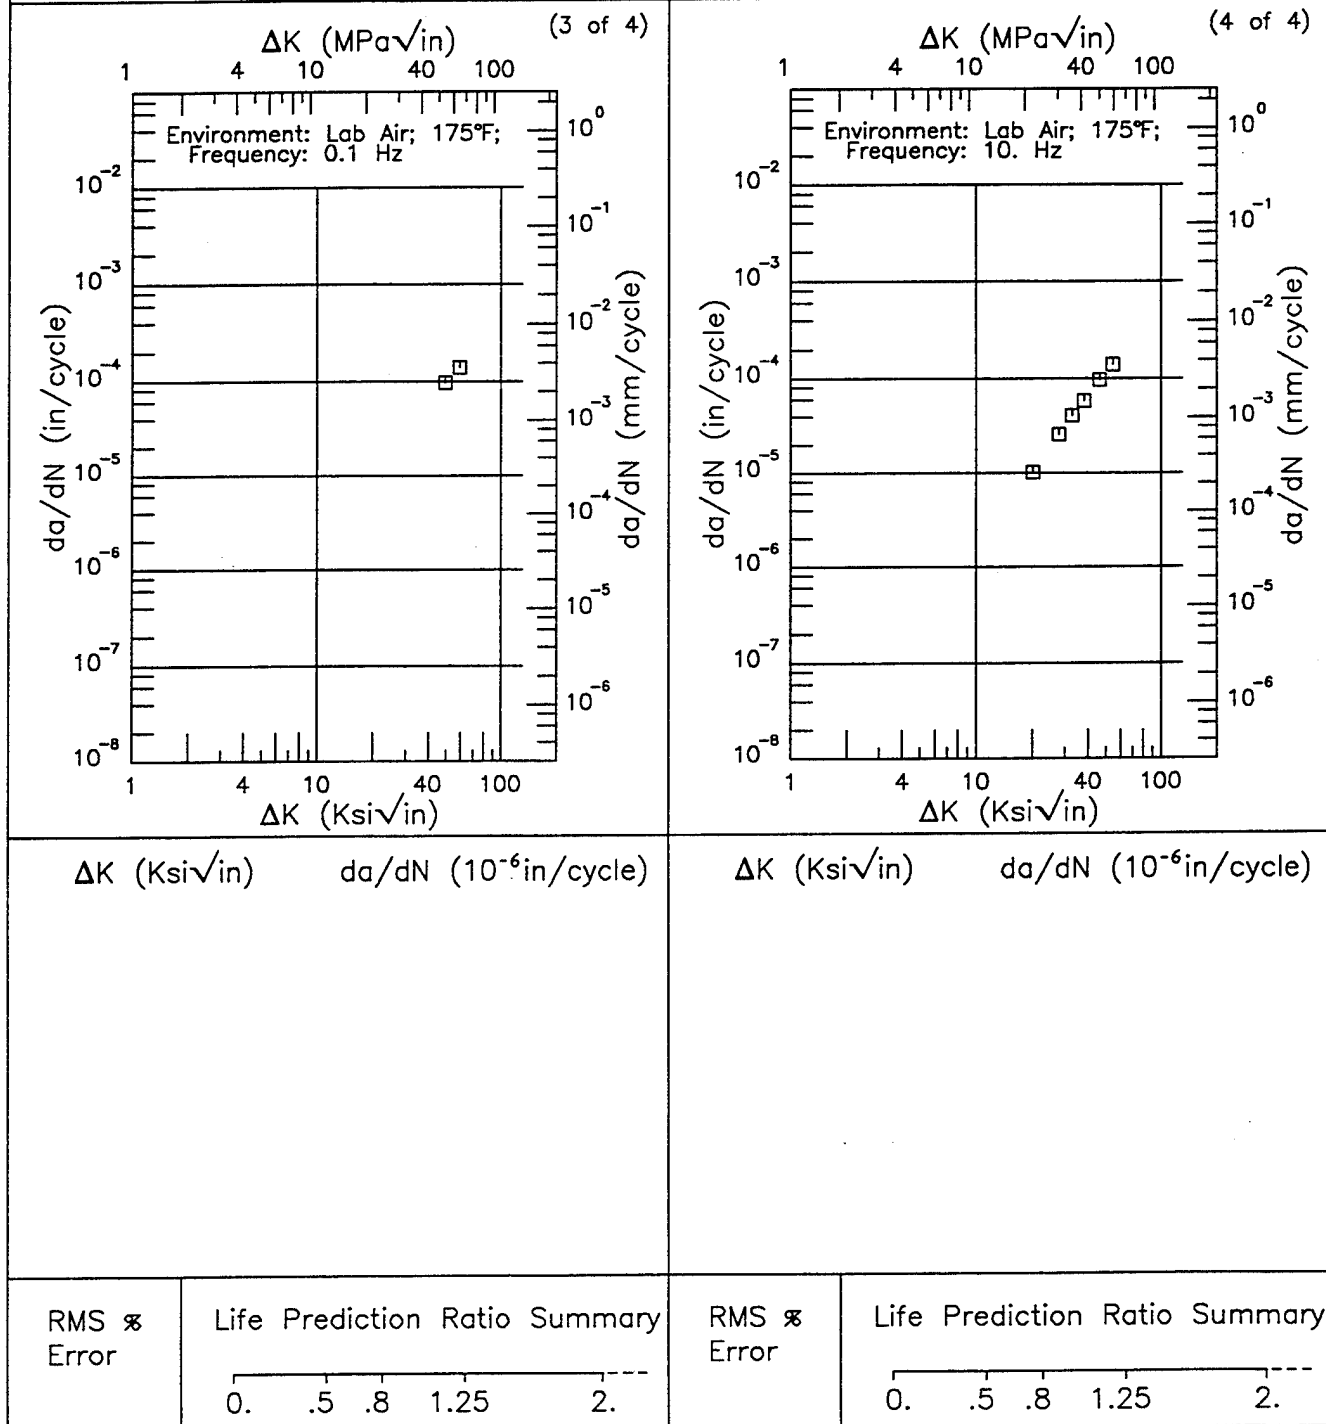 (3 of 4)
ΔK (MPa√in)
1 4 10 40 100
Environment: Lab Air; 175°F;
Frequency: 0.1 Hz
da/dN (in/cycle)
10⁻²
10⁻³
10⁻⁴
10⁻⁵
10⁻⁶
10⁻⁷
10⁻⁸
10⁰
10⁻¹
10⁻²
10⁻³
10⁻⁴
10⁻⁵
10⁻⁶
da/dN (mm/cycle)
1 4 10 40 100
ΔK (Ksi√in)
ΔK (Ksi√in) da/dN (10⁻⁶in/cycle)
RMS %
Error
Life Prediction Ratio Summary
0. .5 .8 1.25 2.
(4 of 4)
ΔK (MPa√in)
1 4 10 40 100
Environment: Lab Air; 175°F;
Frequency: 10. Hz
da/dN (in/cycle)
10⁻²
10⁻³
10⁻⁴
10⁻⁵
10⁻⁶
10⁻⁷
10⁻⁸
10⁰
10⁻¹
10⁻²
10⁻³
10⁻⁴
10⁻⁵
10⁻⁶
da/dN (mm/cycle)
1 4 10 40 100
ΔK (Ksi√in)
ΔK (Ksi√in) da/dN (10⁻⁶in/cycle)
RMS %
Error
Life Prediction Ratio Summary
0. .5 .8 1.25 2.